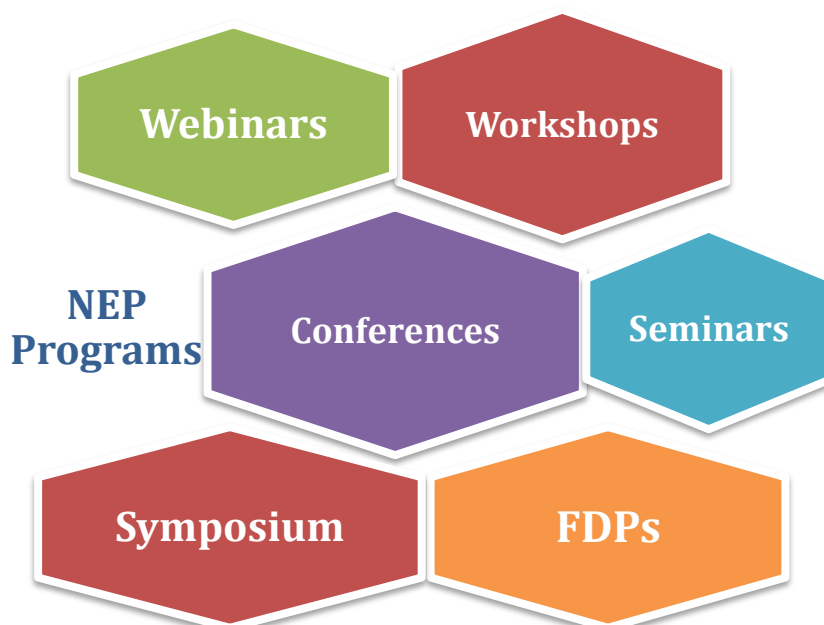 Webinars
Workshops
NEP
Programs
Conferences
Seminars
Symposium
FDPs